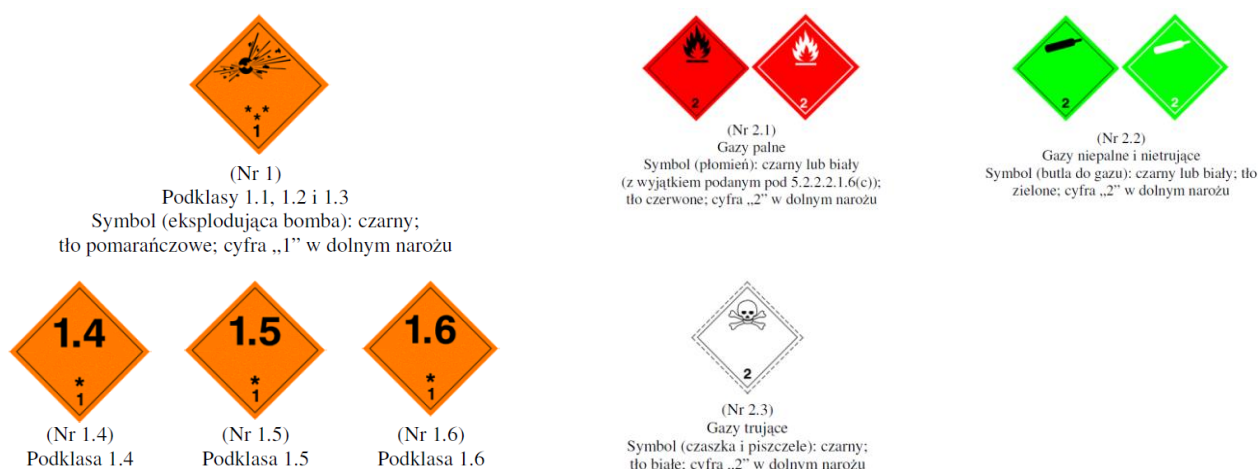 * * *
1
(Nr 1)
Podklasy 1.1, 1.2 i 1.3
Symbol (eksplodująca bomba): czarny;
tło pomarańczowe; cyfra „1” w dolnym narożu
1.4
*
1
(Nr 1.4)
Podklasa 1.4
1.5
*
1
(Nr 1.5)
Podklasa 1.5
1.6
*
1
(Nr 1.6)
Podklasa 1.6
2
2
(Nr 2.1)
Gazy palne
Symbol (płomień): czarny lub biały
(z wyjątkiem podanym pod 5.2.2.2.1.6(c));
tło czerwone; cyfra „2” w dolnym narożu
2
2
(Nr 2.2)
Gazy niepalne i nietrujące
Symbol (butla do gazu): czarny lub biały; tło
zielone; cyfra „2” w dolnym narożu
2
(Nr 2.3)
Gazy trujące
Symbol (czaszka i piszczele): czarny;
tło białe; cyfra „2” w dolnym narożu